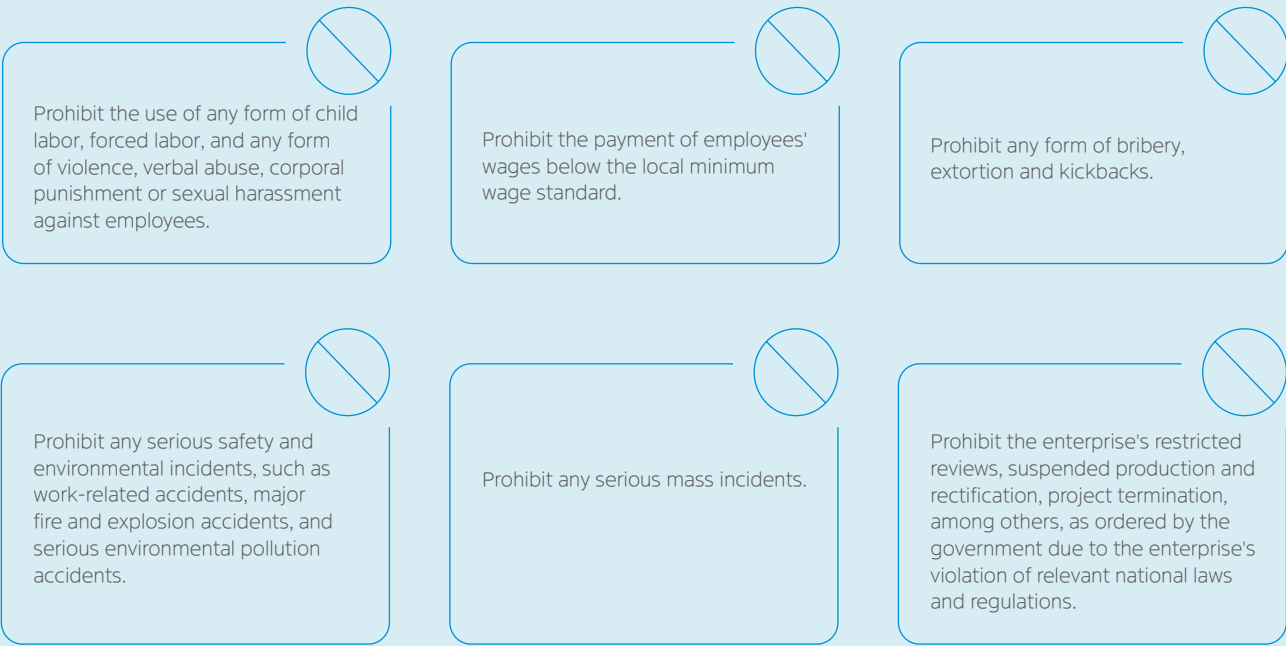 Prohibit the use of any form of child
labor, forced labor, and any form
of violence, verbal abuse, corporal
punishment or sexual harassment
against employees.
Prohibit the payment of employees'
wages below the local minimum
wage standard.
Prohibit any form of bribery,
extortion and kickbacks.
Prohibit any serious safety and
environmental incidents, such as
work-related accidents, major
fire and explosion accidents, and
serious environmental pollution
accidents.
Prohibit any serious mass incidents.
Prohibit the enterprise's restricted
reviews, suspended production and
rectification, project termination,
among others, as ordered by the
government due to the enterprise's
violation of relevant national laws
and regulations.